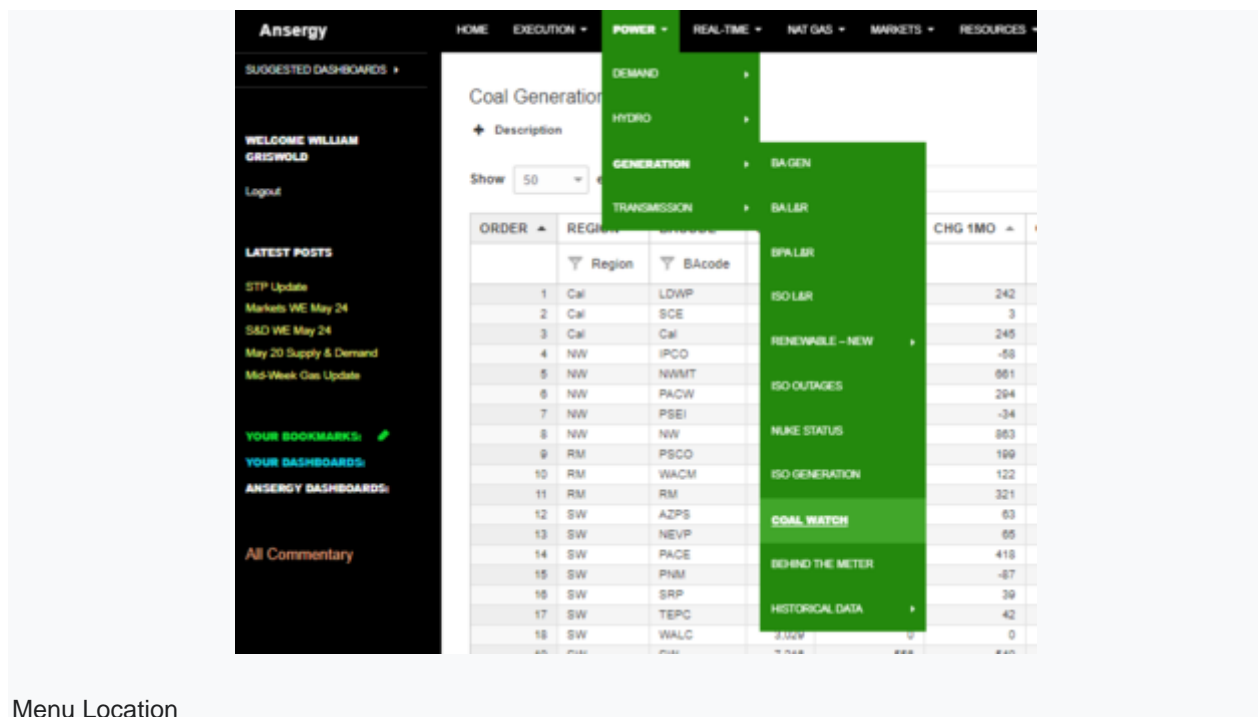 Ansergy
HOME EXECUTION POWER REAL-TIME NAT GAS MARKETS RESOURCES
SUGGESTED DASHBOARDS
WELCOME WILLIAM
GRISWOLD
Logout
LATEST POSTS
STP Update
Markets WE May 24
S&D WE May 24
May 20 Supply & Demand
Mid-Week Gas Update
YOUR BOOKMARKS:
YOUR DASHBOARDS:
ANSERGY DASHBOARDS:
All Commentary
DEMAND
HYDRO
GENERATION
TRANSMISSION
BA GEN
BA L&R
BPA L&R
ISO L&R
RENEWABLE – NEW
ISO OUTAGES
NUKE STATUS
ISO GENERATION
COAL WATCH
BEHIND THE METER
HISTORICAL DATA
Coal Generation
+ Description
Show 50
ORDER CHG 1MO
Region BAcode
1 Cal LDWP 242
2 Cal SCE 3
3 Cal Cal 245
4 NW IPCO -58
5 NW NWMT 661
6 NW PACW 294
7 NW PSEI -34
8 NW NW 863
9 RM PSCO 199
10 RM WACM 122
11 RM RM 321
12 SW AZPS 63
13 SW NEVP 65
14 SW PACE 418
15 SW PNM -87
16 SW SRP 39
17 SW TEPC 42
18 SW WALC 3,029 0 0
Menu Location